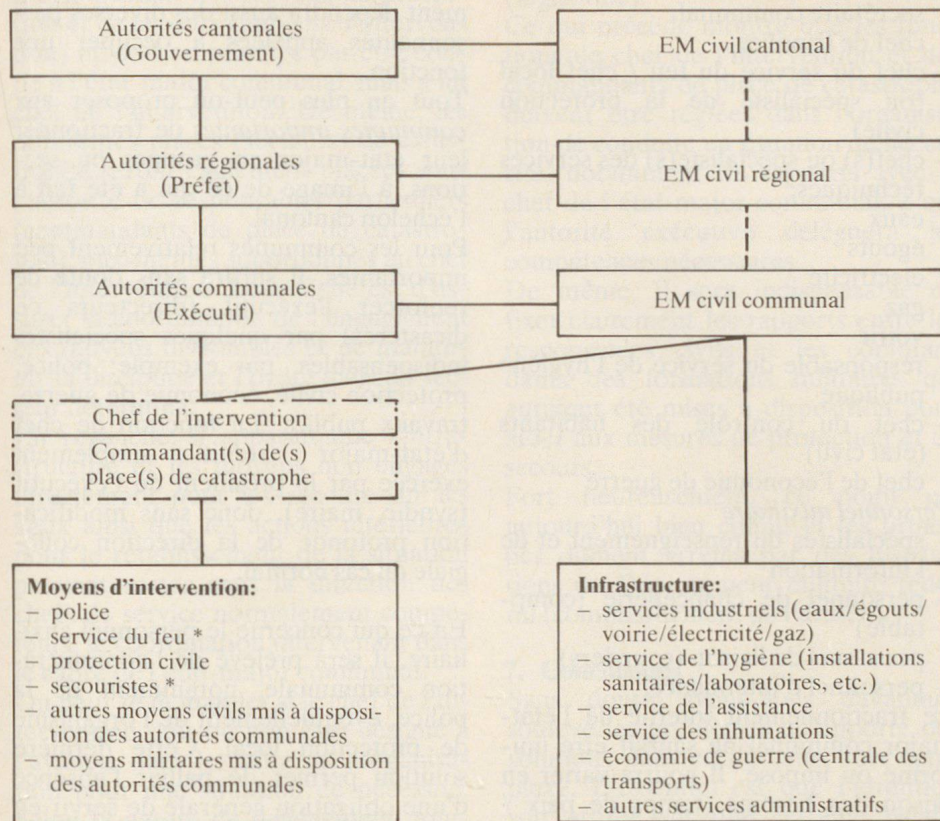 Autorités cantonales
(Gouvernement)
EM civil cantonal
Autorités régionales
(Préfet)
EM civil régional
Autorités communales
(Exécutif)
EM civil communal
Chef de l'intervention
Commandant(s) de(s)
place(s) de catastrophe
Moyens d'intervention:
– police
– service du feu *
– protection civile
– secouristes *
– autres moyens civils mis à disposi-
tion des autorités communales
– moyens militaires mis à disposition
des autorités communales
Infrastructure:
– services industriels (eaux/égouts/
voirie/électricité/gaz)
– service de l'hygiène (installations
sanitaires/laboratoires, etc.)
– service de l'assistance
– service des inhumations
– économie de guerre (centrale des
transports)
– autres services administratifs